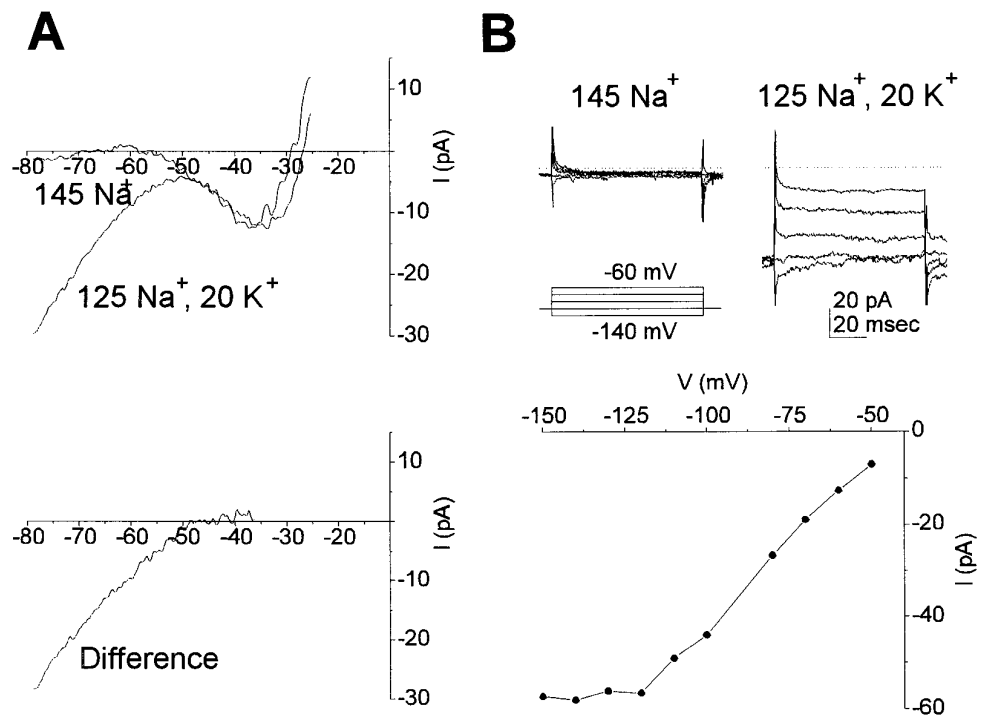 A
10
-80 -70 -60 -50 -40 -30 -20
I (pA)
145 Na+
-10
-20
125 Na+, 20 K+
-30
10
-80 -70 -60 -50 -40 -30 -20
I (pA)
-10
-20
Difference
-30
B
145 Na+
125 Na+, 20 K+
-60 mV
-140 mV
20 pA
20 msec
V (mV)
-150 -125 -100 -75 -50
0
-20
I (pA)
-40
-60